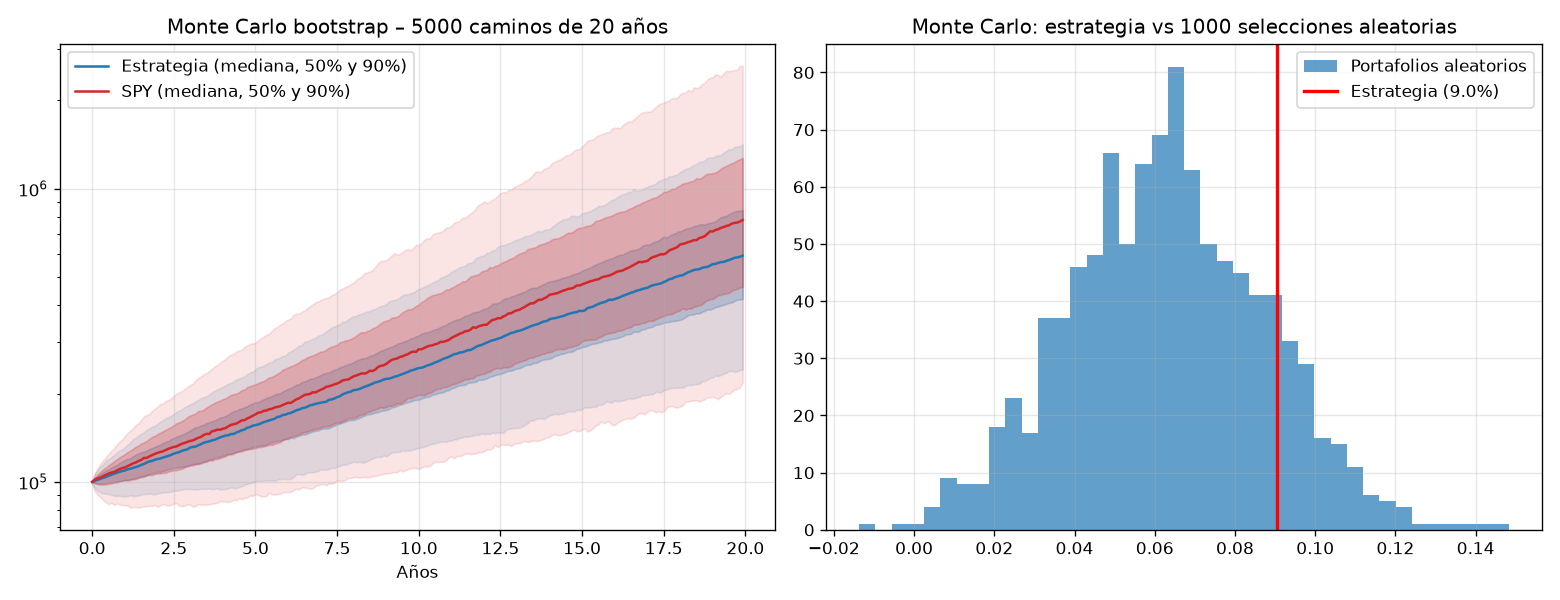 Monte Carlo bootstrap – 5000 caminos de 20 años
Estrategia (mediana, 50% y 90%)
SPY (mediana, 50% y 90%)
10⁶
10⁵
0.0 2.5 5.0 7.5 10.0 12.5 15.0 17.5 20.0
Años
Monte Carlo: estrategia vs 1000 selecciones aleatorias
Portafolios aleatorios
Estrategia (9.0%)
80
70
60
50
40
30
20
10
0
−0.02 0.00 0.02 0.04 0.06 0.08 0.10 0.12 0.14